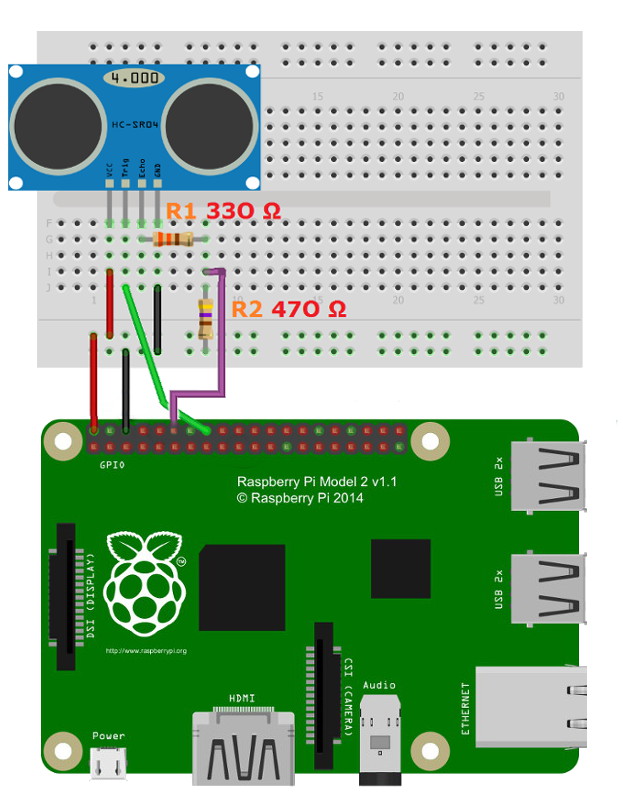 4.000
HC-SR04
VCC
Trig
Echo
GND
15
20
25
30
R1 330 Ω
F
G
H
I
J
1
10
15
20
25
30
R2 470 Ω
GPIO
Raspberry Pi Model 2 v1.1
© Raspberry Pi 2014
USB 2x
DSI (DISPLAY)
TM
USB 2x
http://www.raspberrypi.org
CSI (CAMERA)
Audio
ETHERNET
HDMI
Power